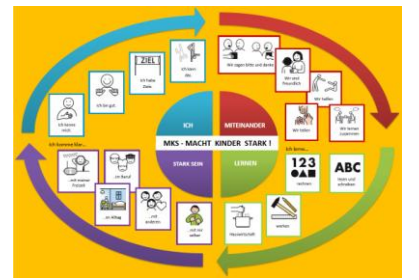 ZIEL
Ich kann das
Ich habe Ziele
Ich bin gut
Ich kenne mich
Wir sagen bitte und danke
Wir sind freundlich
Wir helfen
Wir teilen
Wir lernen zusammen
ICH
MITEINANDER
MKS - MACHT KINDER STARK !
STARK SEIN
LERNEN
Ich komme klar...
...mit meiner Freizeit
...im Beruf
...im Alltag
...mit anderen
...mit mir selber
Ich lerne...
123
rechnen
ABC
lesen und schreiben
Hauswirtschaft
werken